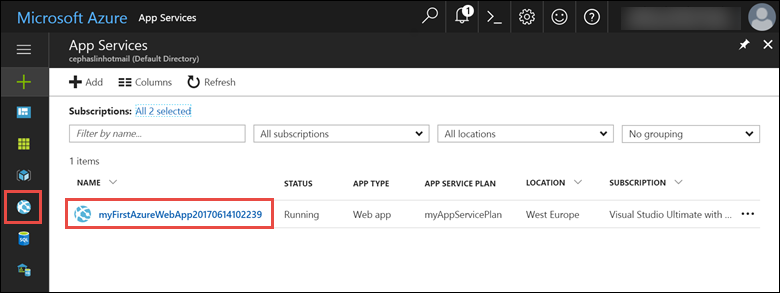 Microsoft Azure App Services
1
App Services
cephaslinhotmail (Default Directory)
Add Columns Refresh
Subscriptions: All 2 selected
Filter by name... All subscriptions All locations No grouping
1 items
NAME STATUS APP TYPE APP SERVICE PLAN LOCATION SUBSCRIPTION
myFirstAzureWebApp20170614102239 Running Web app myAppServicePlan West Europe Visual Studio Ultimate with ...
SQL